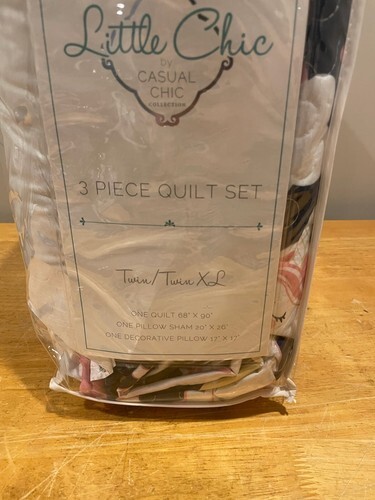 Little Chic
by
CASUAL
CHIC
COLLECTION
3 PIECE QUILT SET
Twin/Twin XL
ONE QUILT 68" X 90"
ONE PILLOW SHAM 20" X 26"
ONE DECORATIVE PILLOW 17" X